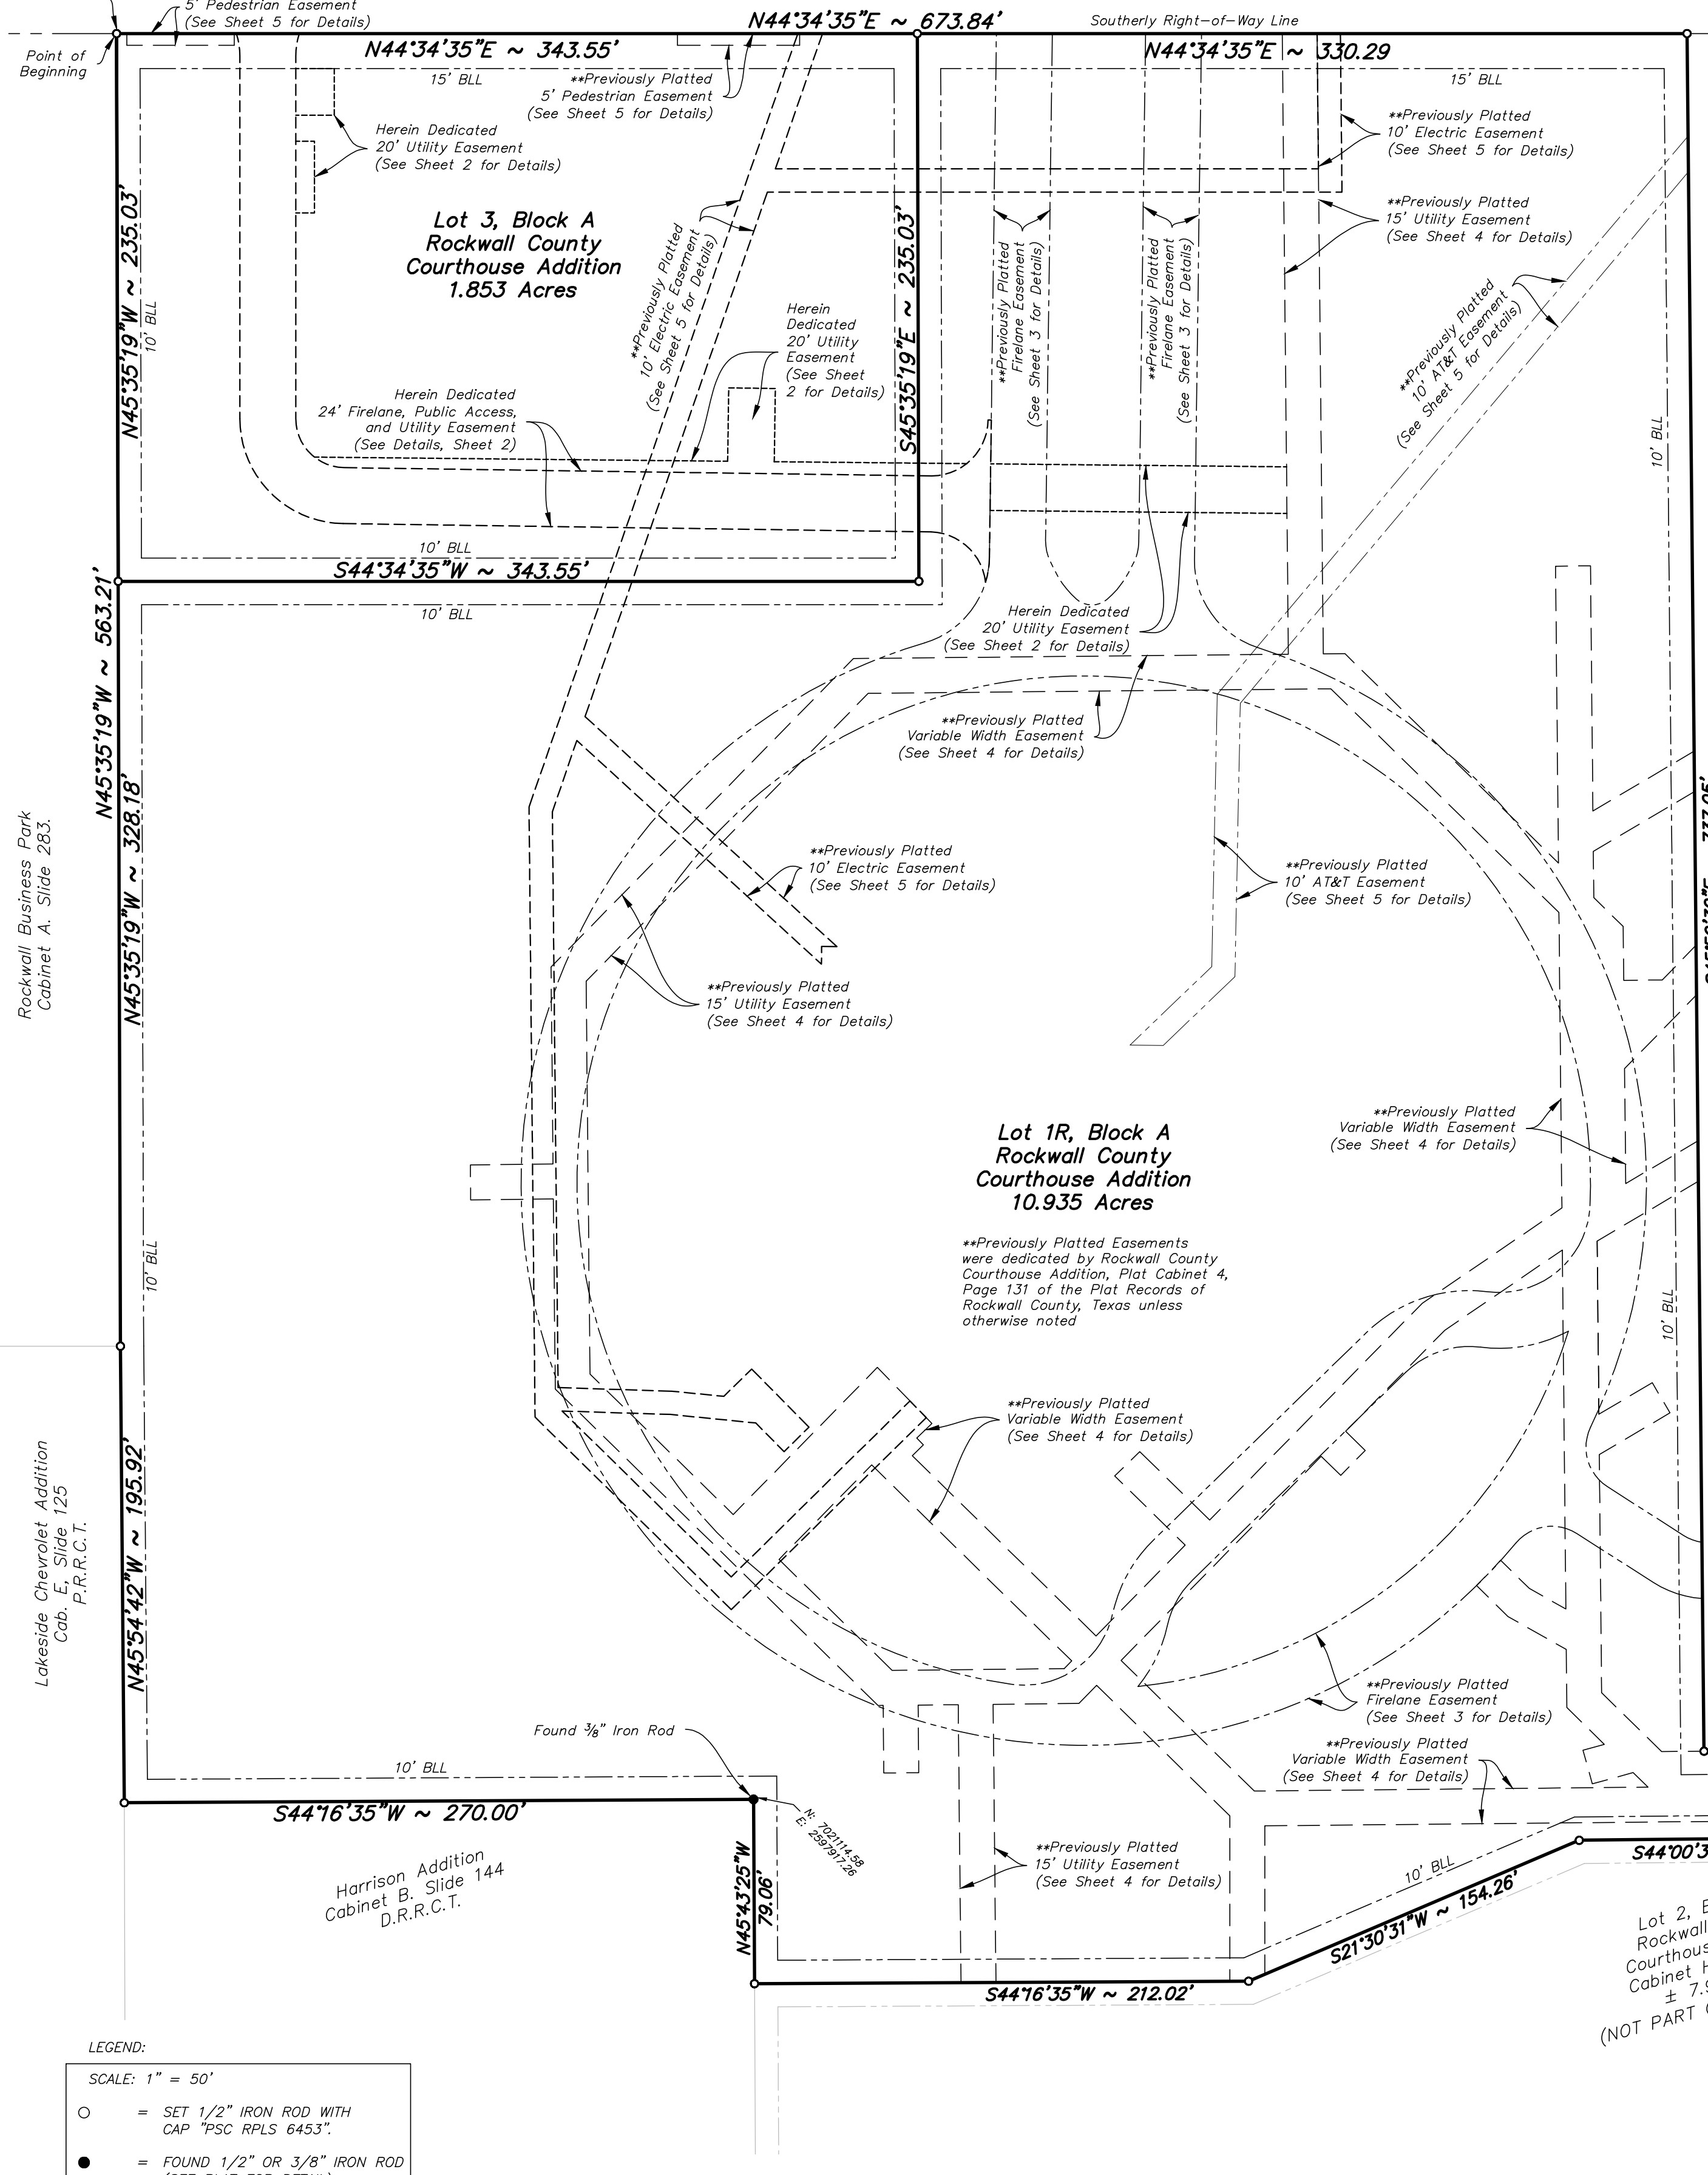 5' Pedestrian Easement
(See Sheet 5 for Details)
N44°34'35"E ~ 673.84'
Southerly Right-of-Way Line
Point of
Beginning
N44°34'35"E ~ 343.55'
N44°34'35"E ~ 330.29
15' BLL
**Previously Platted
5' Pedestrian Easement
(See Sheet 5 for Details)
15' BLL
Herein Dedicated
20' Utility Easement
(See Sheet 2 for Details)
**Previously Platted
10' Electric Easement
(See Sheet 5 for Details)
Lot 3, Block A
Rockwall County
Courthouse Addition
1.853 Acres
**Previously Platted
15' Utility Easement
(See Sheet 4 for Details)
N45°35'19"W ~ 235.03'
10' BLL
**Previously Platted
10' Electric Easement
(See Sheet 5 for Details)
S45°35'19"E ~ 235.03'
**Previously Platted
Firelane Easement
(See Sheet 3 for Details)
**Previously Platted
Firelane Easement
(See Sheet 3 for Details)
**Previously Platted
10' AT&T Easement
(See Sheet 5 for Details)
10' BLL
Herein
Dedicated
20' Utility
Easement
(See Sheet
2 for Details)
Herein Dedicated
24' Firelane, Public Access,
and Utility Easement
(See Details, Sheet 2)
10' BLL
S44°34'35"W ~ 343.55'
10' BLL
Herein Dedicated
20' Utility Easement
(See Sheet 2 for Details)
N45°35'19"W ~ 563.21'
**Previously Platted
Variable Width Easement
(See Sheet 4 for Details)
N45°35'19"W ~ 328.18'
Rockwall Business Park
Cabinet A. Slide 283.
**Previously Platted
10' Electric Easement
(See Sheet 5 for Details)
**Previously Platted
10' AT&T Easement
(See Sheet 5 for Details)
**Previously Platted
15' Utility Easement
(See Sheet 4 for Details)
**Previously Platted
Variable Width Easement
(See Sheet 4 for Details)
Lot 1R, Block A
Rockwall County
Courthouse Addition
10.935 Acres
**Previously Platted Easements
were dedicated by Rockwall County
Courthouse Addition, Plat Cabinet 4,
Page 131 of the Plat Records of
Rockwall County, Texas unless
otherwise noted
10' BLL
10' BLL
**Previously Platted
Variable Width Easement
(See Sheet 4 for Details)
Lakeside Chevrolet Addition
Cab. E, Slide 125
P.R.R.C.T.
N45°54'42"W ~ 195.92'
**Previously Platted
Firelane Easement
(See Sheet 3 for Details)
Found 3/8" Iron Rod
**Previously Platted
Variable Width Easement
(See Sheet 4 for Details)
10' BLL
S44°16'35"W ~ 270.00'
N: 7021114.58
E: 2597917.26
Harrison Addition
Cabinet B. Slide 144
D.R.R.C.T.
N45°43'25"W
79.06'
**Previously Platted
15' Utility Easement
(See Sheet 4 for Details)
10' BLL
S21°30'31"W ~ 154.26'
S44°00'3
S44°16'35"W ~ 212.02'
Lot 2,
Rockwall
Cabinet
± 7.9
(NOT PART
LEGEND:
SCALE: 1" = 50'
= SET 1/2" IRON ROD WITH
CAP "PSC RPLS 6453".
= FOUND 1/2" OR 3/8" IRON ROD